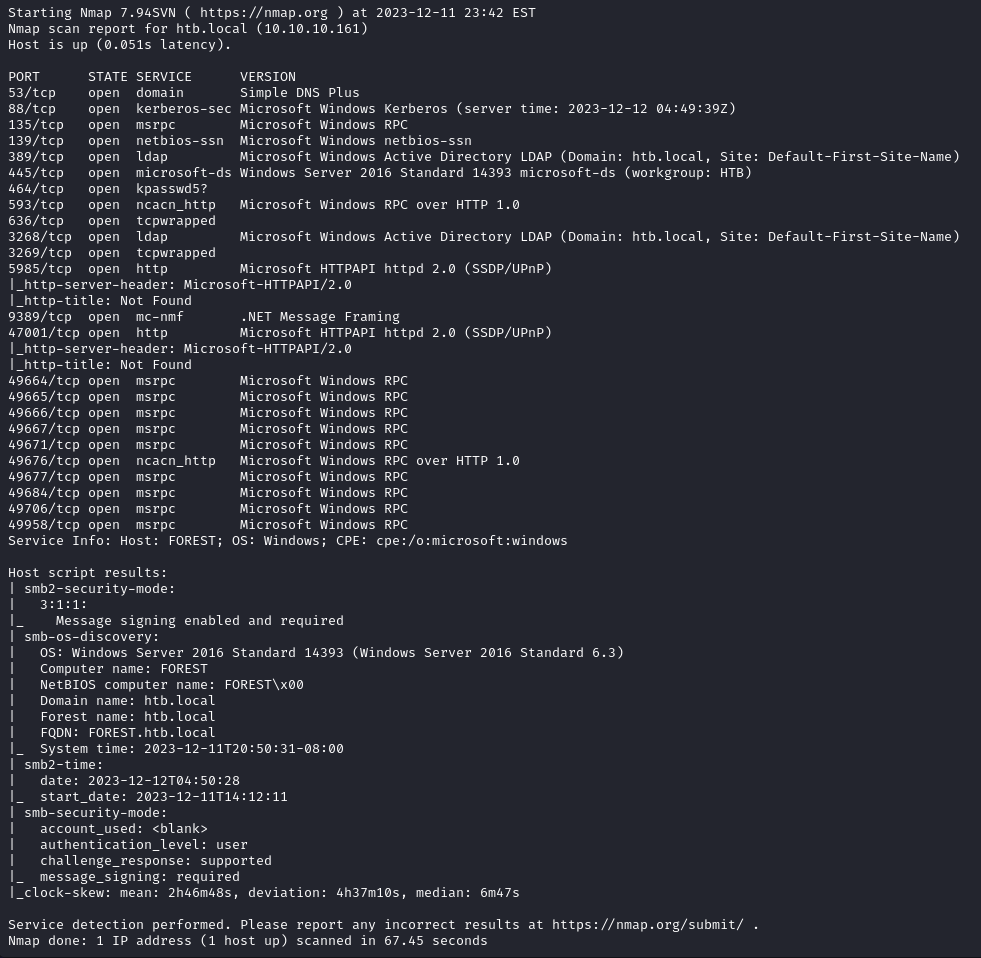 Starting Nmap 7.94SVN ( https://nmap.org ) at 2023-12-11 23:42 EST
Nmap scan report for htb.local (10.10.10.161)
Host is up (0.051s latency).

PORT      STATE SERVICE      VERSION
53/tcp    open  domain       Simple DNS Plus
88/tcp    open  kerberos-sec Microsoft Windows Kerberos (server time: 2023-12-12 04:49:39Z)
135/tcp   open  msrpc        Microsoft Windows RPC
139/tcp   open  netbios-ssn  Microsoft Windows netbios-ssn
389/tcp   open  ldap         Microsoft Windows Active Directory LDAP (Domain: htb.local, Site: Default-First-Site-Name)
445/tcp   open  microsoft-ds Windows Server 2016 Standard 14393 microsoft-ds (workgroup: HTB)
464/tcp   open  kpasswd5?
593/tcp   open  ncacn_http   Microsoft Windows RPC over HTTP 1.0
636/tcp   open  tcpwrapped
3268/tcp  open  ldap         Microsoft Windows Active Directory LDAP (Domain: htb.local, Site: Default-First-Site-Name)
3269/tcp  open  tcpwrapped
5985/tcp  open  http         Microsoft HTTPAPI httpd 2.0 (SSDP/UPnP)
|_http-server-header: Microsoft-HTTPAPI/2.0
|_http-title: Not Found
9389/tcp  open  mc-nmf       .NET Message Framing
47001/tcp open  http         Microsoft HTTPAPI httpd 2.0 (SSDP/UPnP)
|_http-server-header: Microsoft-HTTPAPI/2.0
|_http-title: Not Found
49664/tcp open  msrpc        Microsoft Windows RPC
49665/tcp open  msrpc        Microsoft Windows RPC
49666/tcp open  msrpc        Microsoft Windows RPC
49667/tcp open  msrpc        Microsoft Windows RPC
49671/tcp open  msrpc        Microsoft Windows RPC
49676/tcp open  ncacn_http   Microsoft Windows RPC over HTTP 1.0
49677/tcp open  msrpc        Microsoft Windows RPC
49684/tcp open  msrpc        Microsoft Windows RPC
49706/tcp open  msrpc        Microsoft Windows RPC
49958/tcp open  msrpc        Microsoft Windows RPC
Service Info: Host: FOREST; OS: Windows; CPE: cpe:/o:microsoft:windows

Host script results:
| smb2-security-mode:
|   3:1:1:
|_    Message signing enabled and required
| smb-os-discovery:
|   OS: Windows Server 2016 Standard 14393 (Windows Server 2016 Standard 6.3)
|   Computer name: FOREST
|   NetBIOS computer name: FOREST\x00
|   Domain name: htb.local
|   Forest name: htb.local
|   FQDN: FOREST.htb.local
|_  System time: 2023-12-11T20:50:31-08:00
| smb2-time:
|   date: 2023-12-12T04:50:28
|_  start_date: 2023-12-11T14:12:11
| smb-security-mode:
|   account_used: <blank>
|   authentication_level: user
|   challenge_response: supported
|_  message_signing: required
|_clock-skew: mean: 2h46m48s, deviation: 4h37m10s, median: 6m47s

Service detection performed. Please report any incorrect results at https://nmap.org/submit/ .
Nmap done: 1 IP address (1 host up) scanned in 67.45 seconds